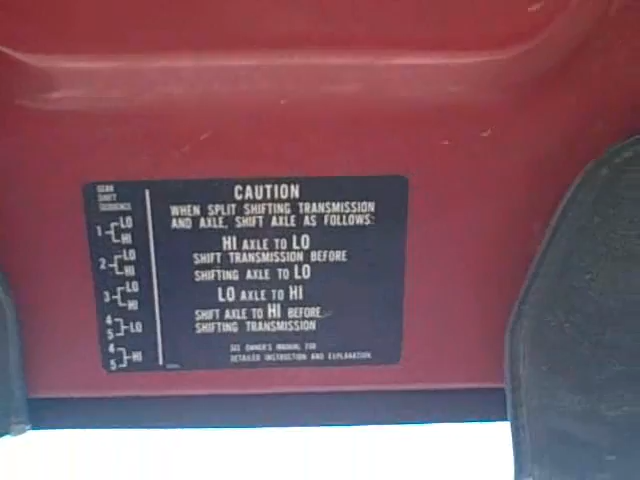 GEAR
SHIFT
SEQUENCE
1 LO
HI
2 LO
HI
3 LO
HI
4
5 LO
4
5 HI
CAUTION
WHEN SPLIT SHIFTING TRANSMISSION
AND AXLE, SHIFT AXLE AS FOLLOWS:
HI AXLE TO LO
SHIFT TRANSMISSION BEFORE
SHIFTING AXLE TO LO
LO AXLE TO HI
SHIFT AXLE TO HI BEFORE
SHIFTING TRANSMISSION
SEE OWNER'S MANUAL FOR
DETAILED INSTRUCTION AND EXPLANATION